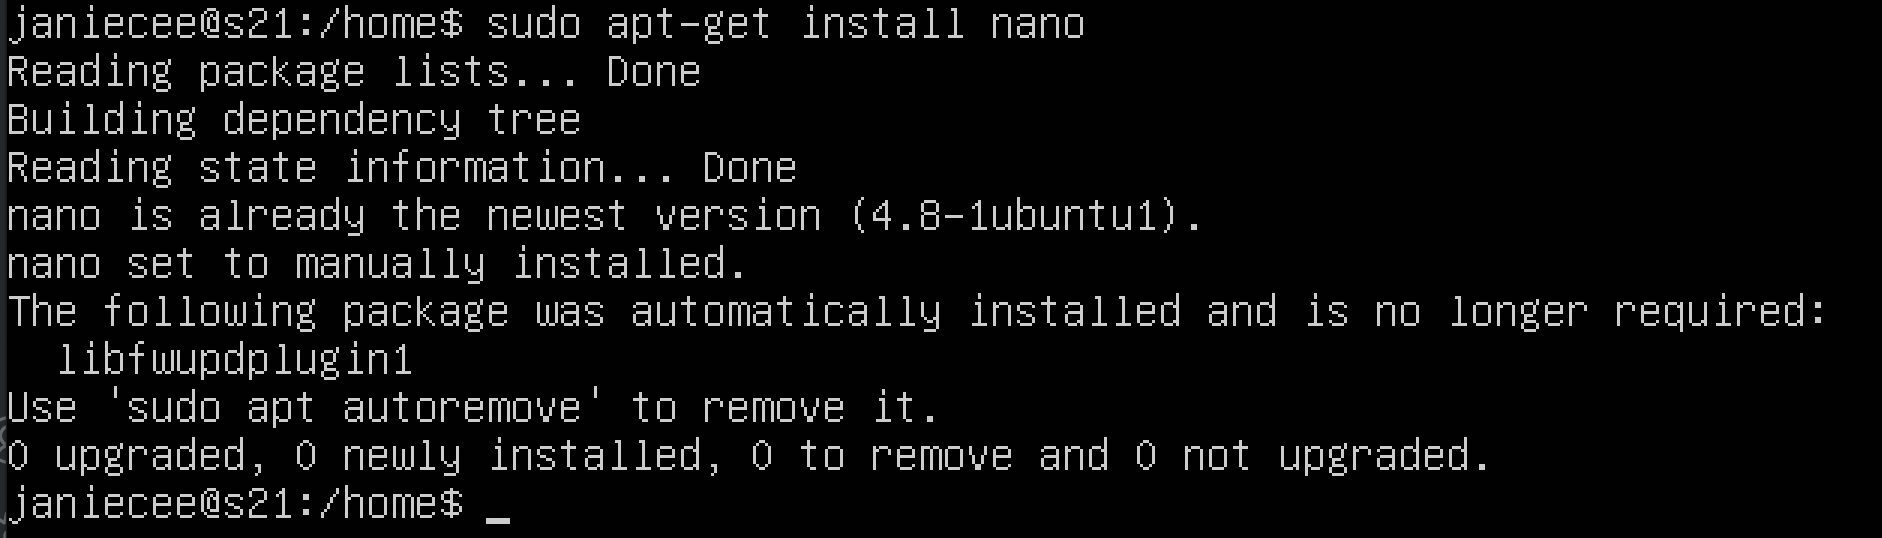 janiecee@s21:/home$ sudo apt-get install nano
Reading package lists... Done
Building dependency tree
Reading state information... Done
nano is already the newest version (4.8-1ubuntu1).
nano set to manually installed.
The following package was automatically installed and is no longer required:
  libfwupdplugin1
Use 'sudo apt autoremove' to remove it.
0 upgraded, 0 newly installed, 0 to remove and 0 not upgraded.
janiecee@s21:/home$ _